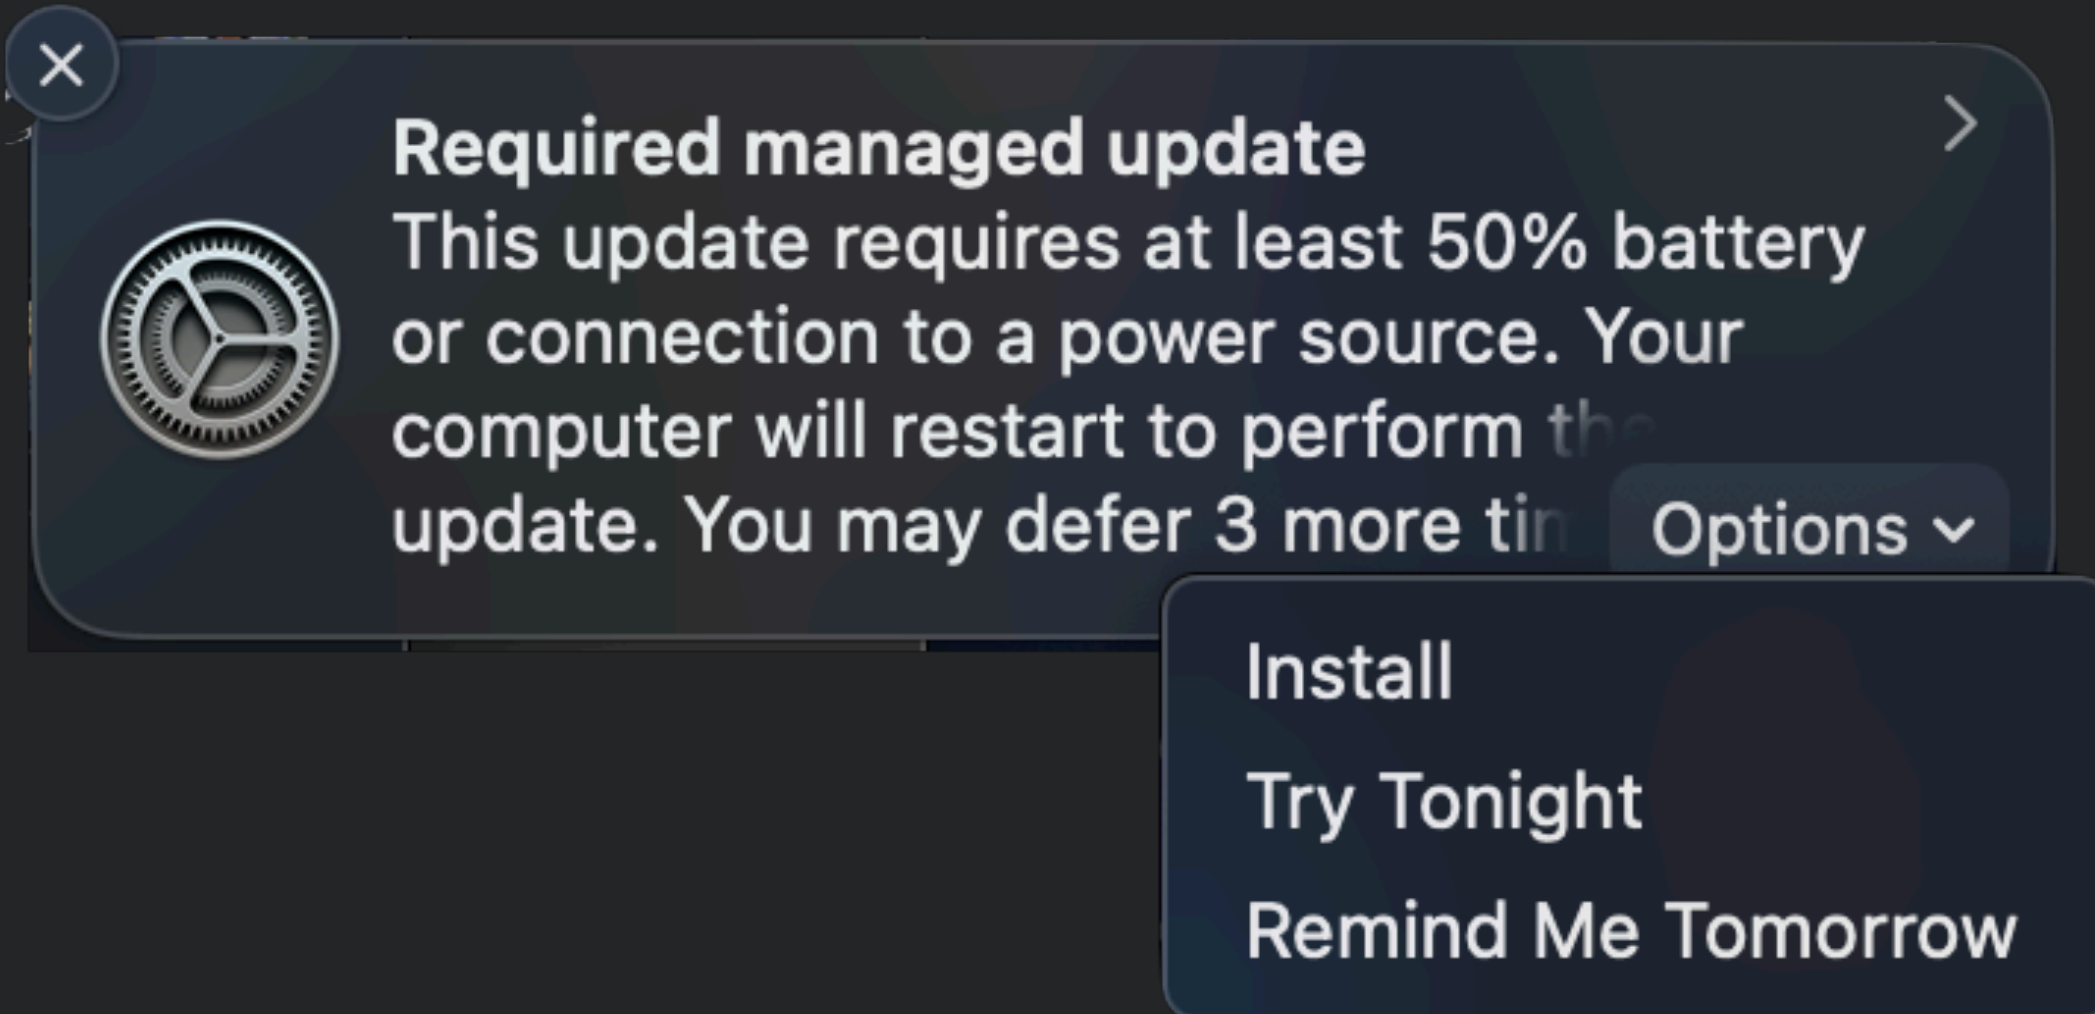 Required managed update
This update requires at least 50% battery
or connection to a power source. Your
computer will restart to perform the
update. You may defer 3 more
Options
Install
Try Tonight
Remind Me Tomorrow